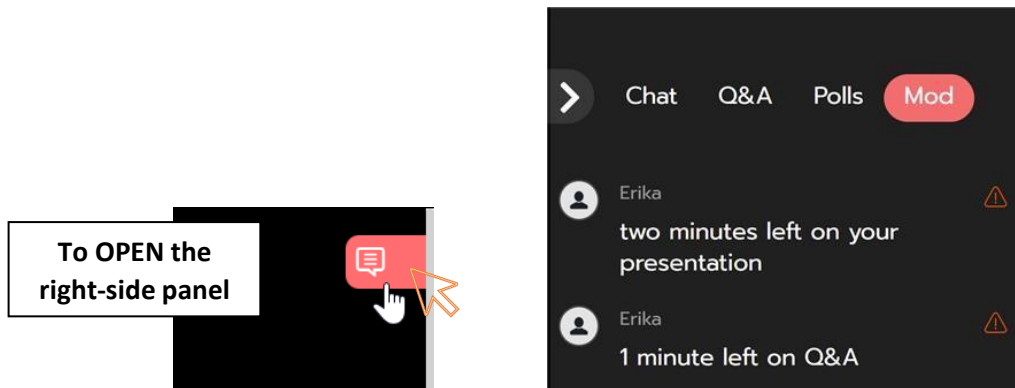 To OPEN the
right-side panel
Chat Q&A Polls Mod
Erika
two minutes left on your
presentation
Erika
1 minute left on Q&A